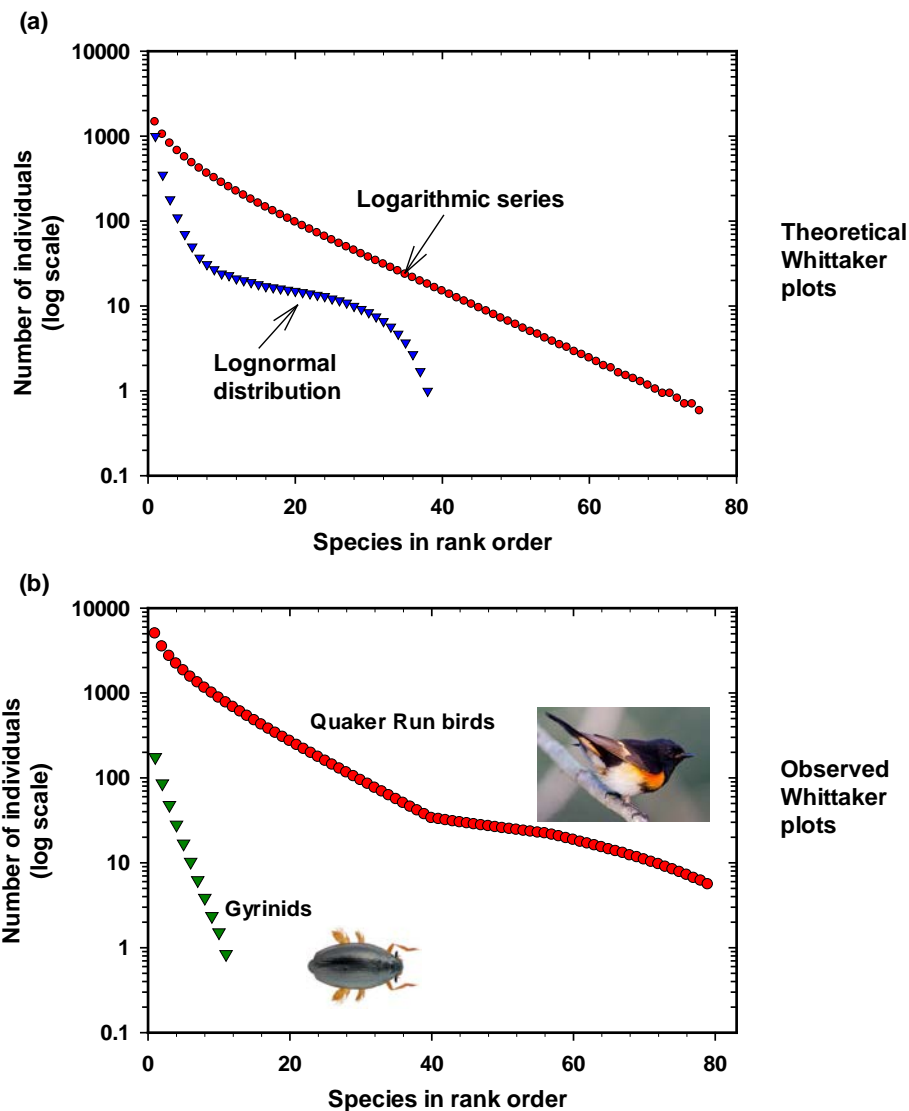 (a)
10000
1000
100
10
1
0.1
Number of individuals
(log scale)
Logarithmic series
Lognormal
distribution
0 20 40 60 80
Species in rank order
Theoretical
Whittaker
plots
(b)
10000
1000
100
10
1
0.1
Number of individuals
(log scale)
Quaker Run birds
Gyrinids
0 20 40 60 80
Species in rank order
Observed
Whittaker
plots